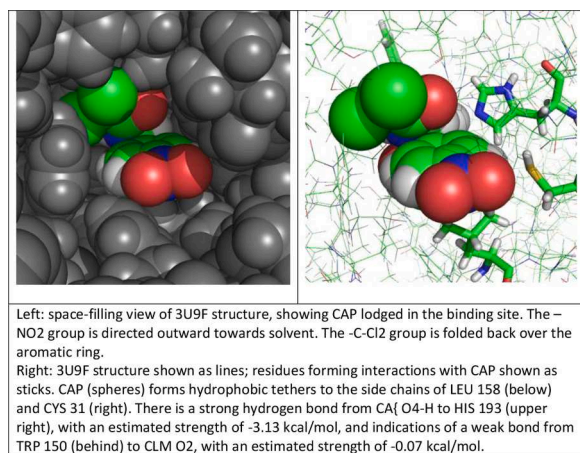 Left: space-filling view of 3U9F structure, showing CAP lodged in the binding site. The –
NO2 group is directed outward towards solvent. The -C-Cl2 group is folded back over the
aromatic ring.
Right: 3U9F structure shown as lines; residues forming interactions with CAP shown as
sticks. CAP (spheres) forms hydrophobic tethers to the side chains of LEU 158 (below)
and CYS 31 (right). There is a strong hydrogen bond from CA{ O4-H to HIS 193 (upper
right), with an estimated strength of -3.13 kcal/mol, and indications of a weak bond from
TRP 150 (behind) to CLM O2, with an estimated strength of -0.07 kcal/mol.